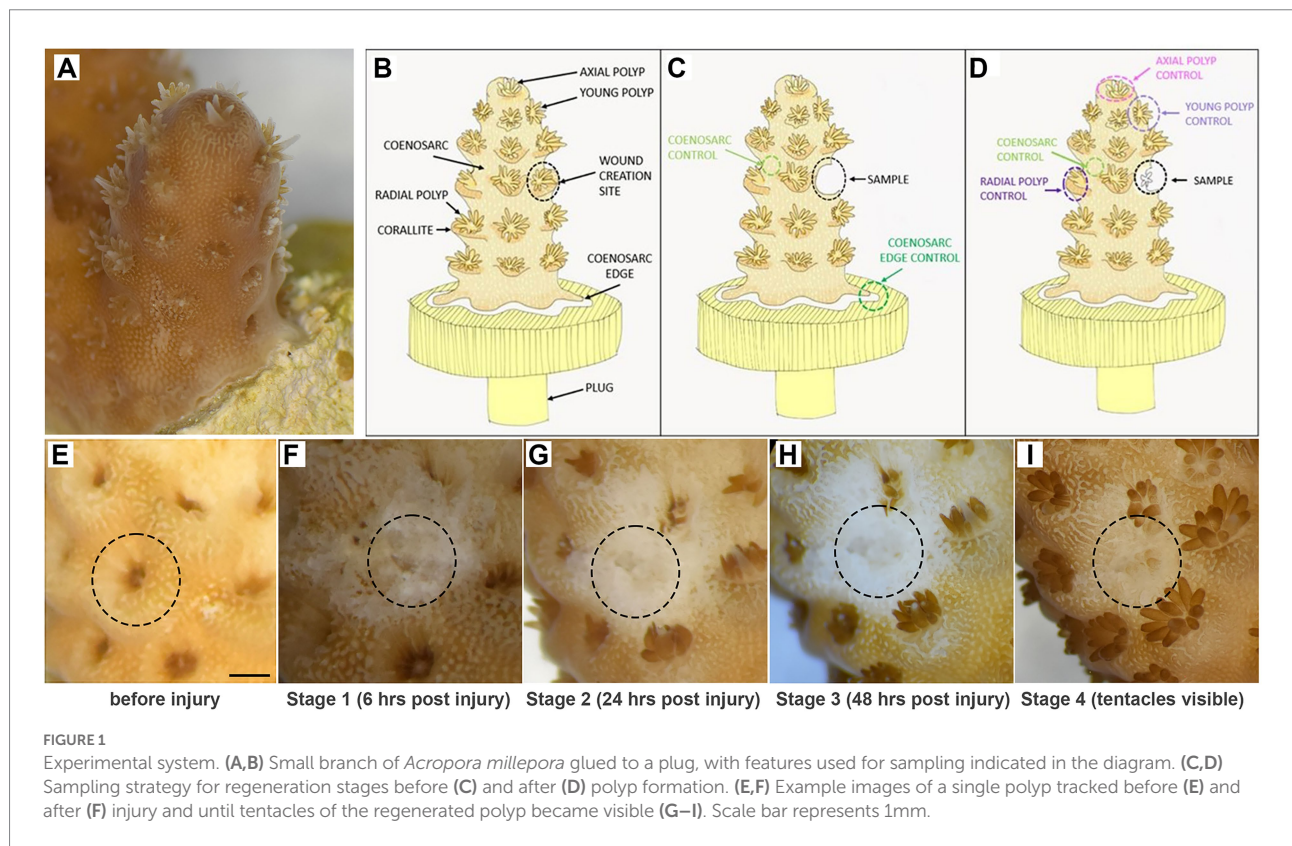 A
B
AXIAL POLYP
YOUNG POLYP
COENOSARC
WOUND
CREATION
SITE
RADIAL POLYP
CORALLITE
COENOSARC
EDGE
PLUG
C
COENOSARC
CONTROL
SAMPLE
COENOSARC
EDGE CONTROL
D
AXIAL POLYP
CONTROL
YOUNG POLYP
CONTROL
COENOSARC
CONTROL
RADIAL POLYP
CONTROL
SAMPLE
E
F
G
H
I
before injury
Stage 1 (6 hrs post injury)
Stage 2 (24 hrs post injury)
Stage 3 (48 hrs post injury)
Stage 4 (tentacles visible)
FIGURE 1
Experimental system. (A,B) Small branch of Acropora millepora glued to a plug, with features used for sampling indicated in the diagram. (C,D)
Sampling strategy for regeneration stages before (C) and after (D) polyp formation. (E,F) Example images of a single polyp tracked before (E) and
after (F) injury and until tentacles of the regenerated polyp became visible (G–I). Scale bar represents 1mm.